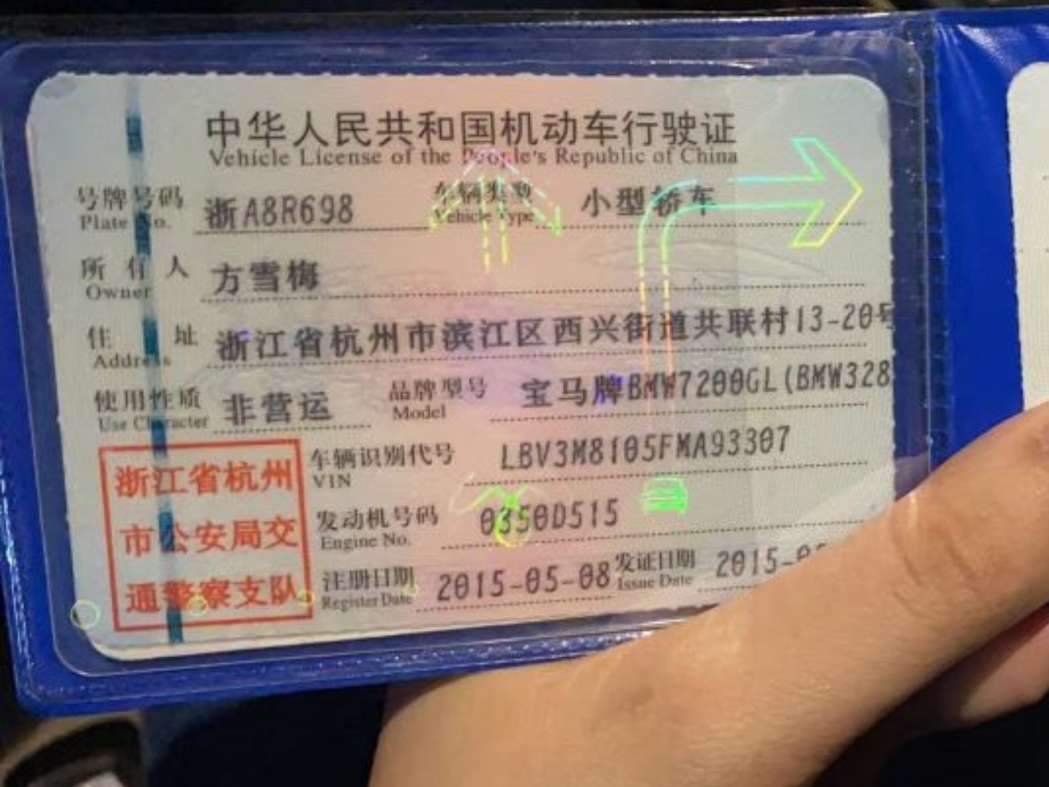 中华人民共和国机动车行驶证
Vehicle License of the People's Republic of China
号牌号码 浙A8R698 车辆类型 小型轿车
Plate No. Vehicle Type
所有人 方雪梅
Owner
住址 浙江省杭州市滨江区西兴街道共联村13-20号
Address
使用性质 非营运 品牌型号 宝马牌BMW7200GL(BMW328
Use Character Model
浙江省杭州
市公安局交
通警察支队
车辆识别代号 LBV3M8105FMA93307
VIN
发动机号码 0350D515
Engine No.
注册日期 2015-05-08 发证日期 2015-0
Register Date Issue Date